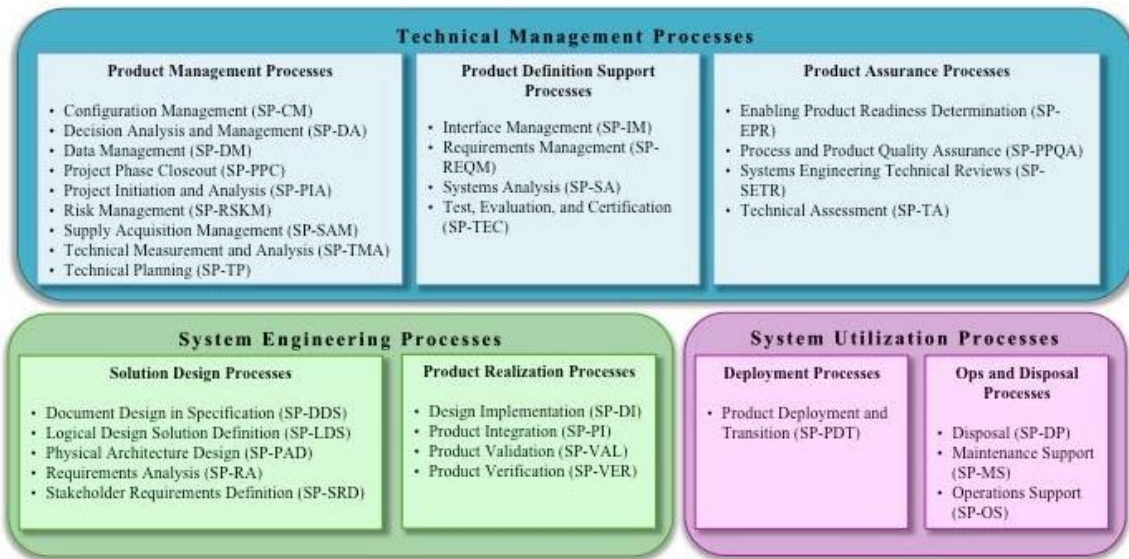 Technical Management Processes
Product Management Processes
• Configuration Management (SP-CM)
• Decision Analysis and Management (SP-DA)
• Data Management (SP-DM)
• Project Phase Closeout (SP-PPC)
• Project Initiation and Analysis (SP-PIA)
• Risk Management (SP-RSKM)
• Supply Acquisition Management (SP-SAM)
• Technical Measurement and Analysis (SP-TMA)
• Technical Planning (SP-TP)
Product Definition Support
Processes
• Interface Management (SP-IM)
• Requirements Management (SP-
REQM)
• Systems Analysis (SP-SA)
• Test, Evaluation, and Certification
(SP-TEC)
Product Assurance Processes
• Enabling Product Readiness Determination (SP-
EPR)
• Process and Product Quality Assurance (SP-PPQA)
• Systems Engineering Technical Reviews (SP-
SETR)
• Technical Assessment (SP-TA)
System Engineering Processes
Solution Design Processes
• Document Design in Specification (SP-DDS)
• Logical Design Solution Definition (SP-LDS)
• Physical Architecture Design (SP-PAD)
• Requirements Analysis (SP-RA)
• Stakeholder Requirements Definition (SP-SRD)
Product Realization Processes
• Design Implementation (SP-DI)
• Product Integration (SP-PI)
• Product Validation (SP-VAL)
• Product Verification (SP-VER)
System Utilization Processes
Deployment Processes
• Product Deployment and
Transition (SP-PDT)
Ops and Disposal
Processes
• Disposal (SP-DP)
• Maintenance Support
(SP-MS)
• Operations Support
(SP-OS)